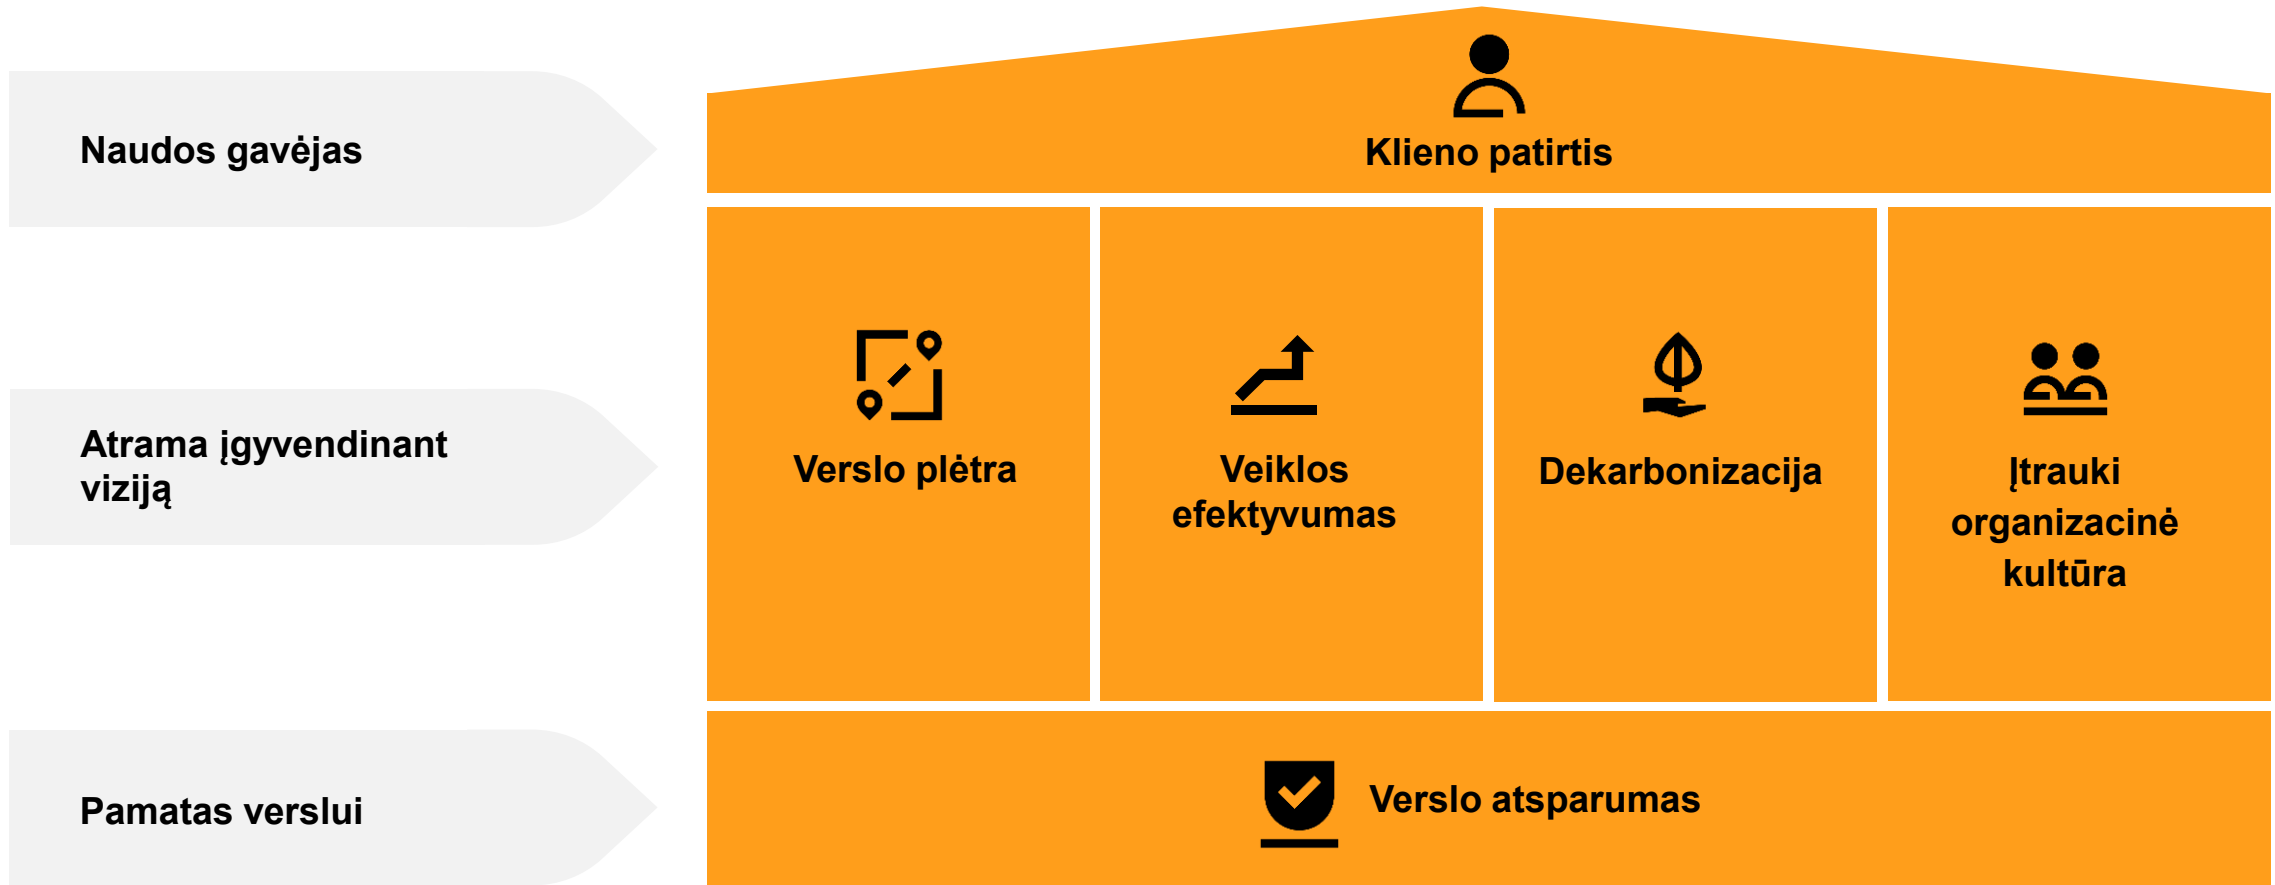 Naudos gavėjas
Klieno patirtis
Atrama įgyvendinant
viziją
Verslo plėtra
Veiklos
efektyvumas
Dekarbonizacija
Įtrauki
organizacinė
kultūra
Pamatas verslui
Verslo atsparumas